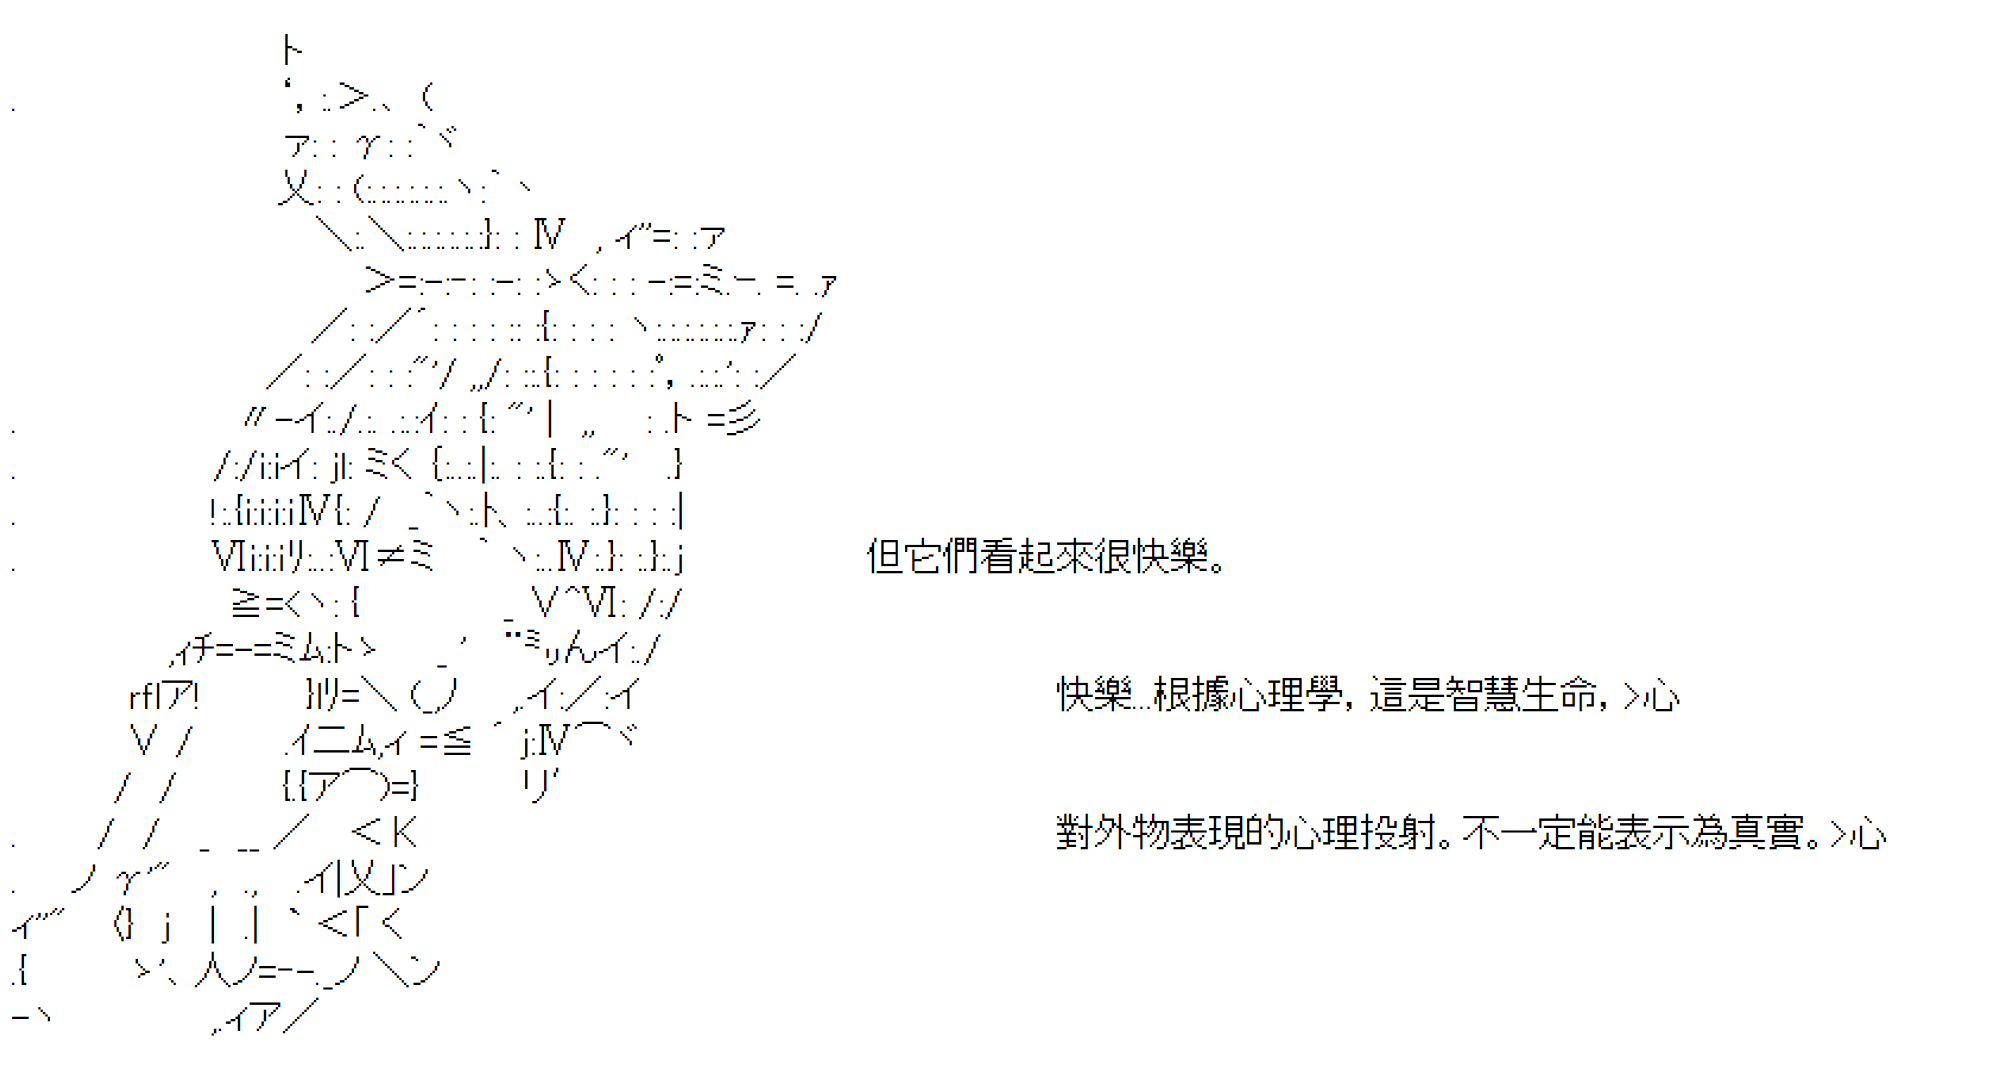 但它們看起來很快樂。
快樂…根據心理學，這是智慧生命，>心
對外物表現的心理投射。不一定能表示為真實。>心